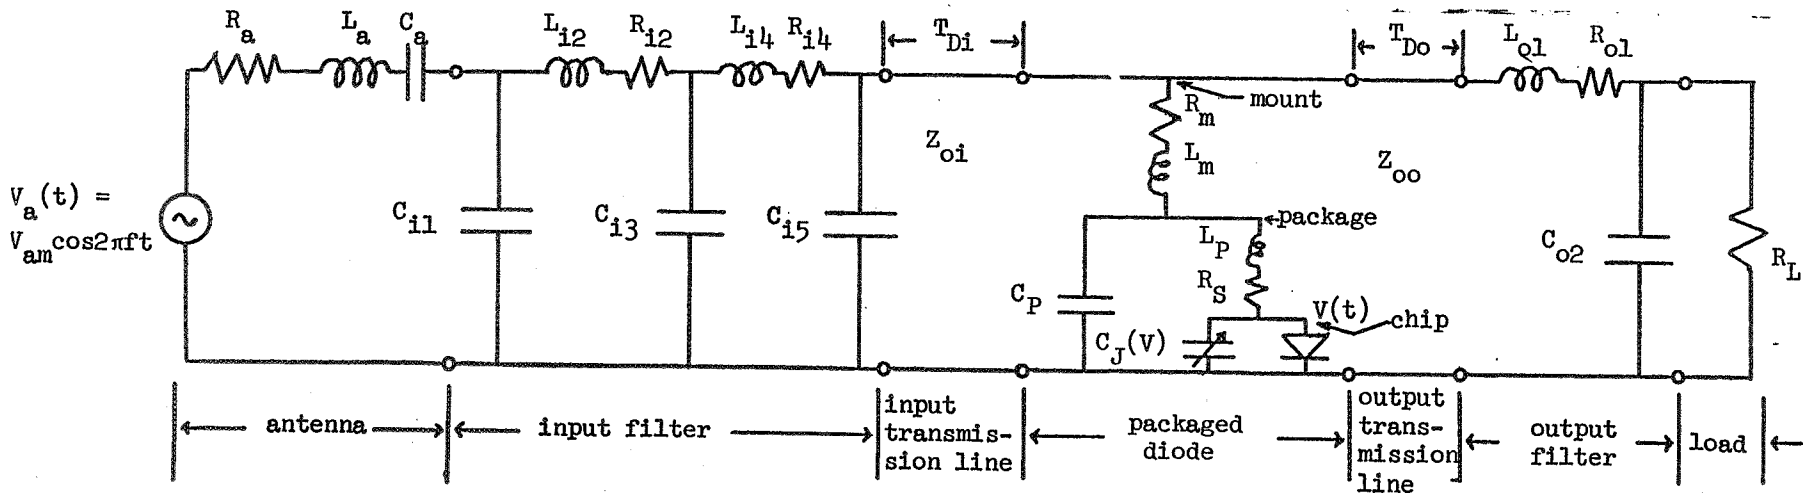 R_a
L_a
C_a
L_i2
R_i2
L_i4
R_i4
T_Di
T_Do
L_o1
R_o1
mount
R_m
L_m
Z_oi
Z_oo
V_a(t) =
V_am cos2πft
C_i1
C_i3
C_i5
package
L_P
R_S
C_P
V(t)
chip
C_J(V)
C_o2
R_L
antenna
input filter
input
transmis-
sion line
packaged
diode
output
trans-
mission
line
output
filter
load